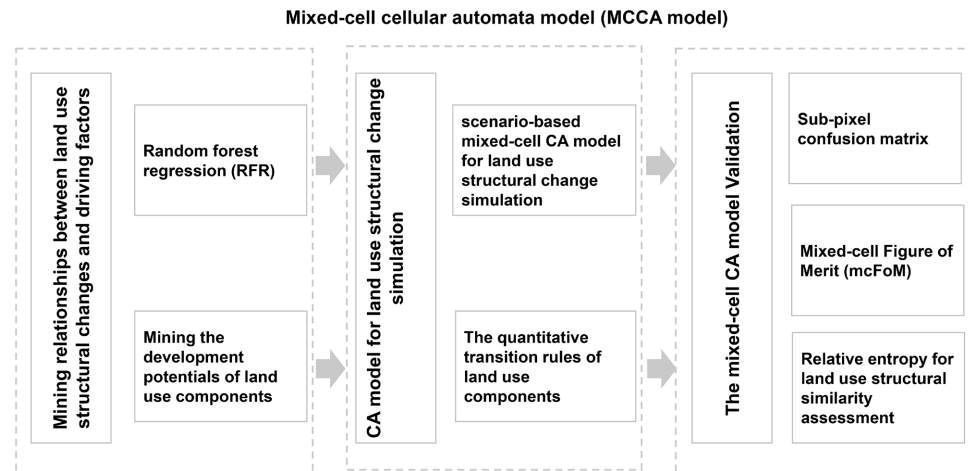 Mixed-cell cellular automata model (MCCA model)
Mining relationships between land use
structural changes and driving factors
Random forest
regression (RFR)
Mining the
development
potentials of land
use components
CA model for land use structural change
simulation
scenario-based
mixed-cell CA model
for land use
structural change
simulation
The quantitative
transition rules of
land use
components
The mixed-cell CA model Validation
Sub-pixel
confusion matrix
Mixed-cell Figure of
Merit (mcFoM)
Relative entropy for
land use structural
similarity
assessment